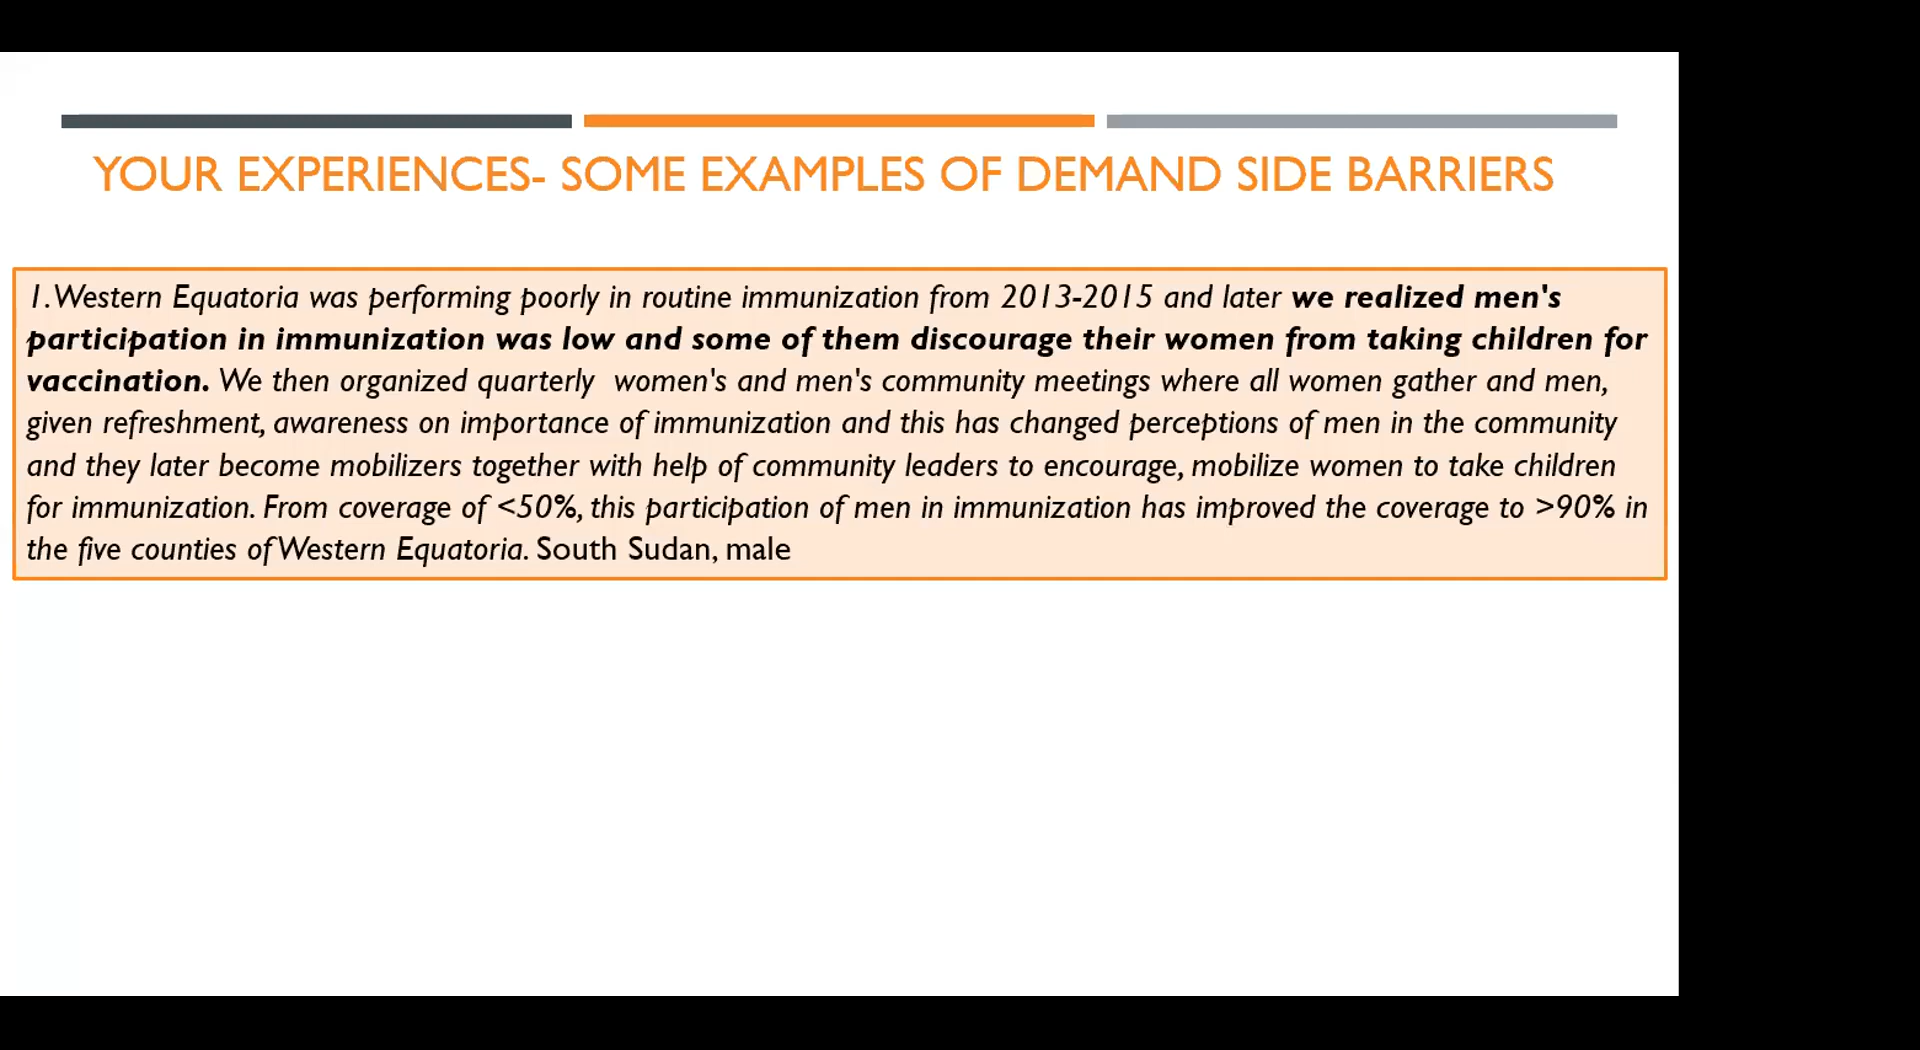 YOUR EXPERIENCES- SOME EXAMPLES OF DEMAND SIDE BARRIERS
1. Western Equatoria was performing poorly in routine immunization from 2013-2015 and later we realized men's
participation in immunization was low and some of them discourage their women from taking children for
vaccination. We then organized quarterly  women's and men's community meetings where all women gather and men,
given refreshment, awareness on importance of immunization and this has changed perceptions of men in the community
and they later become mobilizers together with help of community leaders to encourage, mobilize women to take children
for immunization. From coverage of <50%, this participation of men in immunization has improved the coverage to >90% in
the five counties of Western Equatoria. South Sudan, male